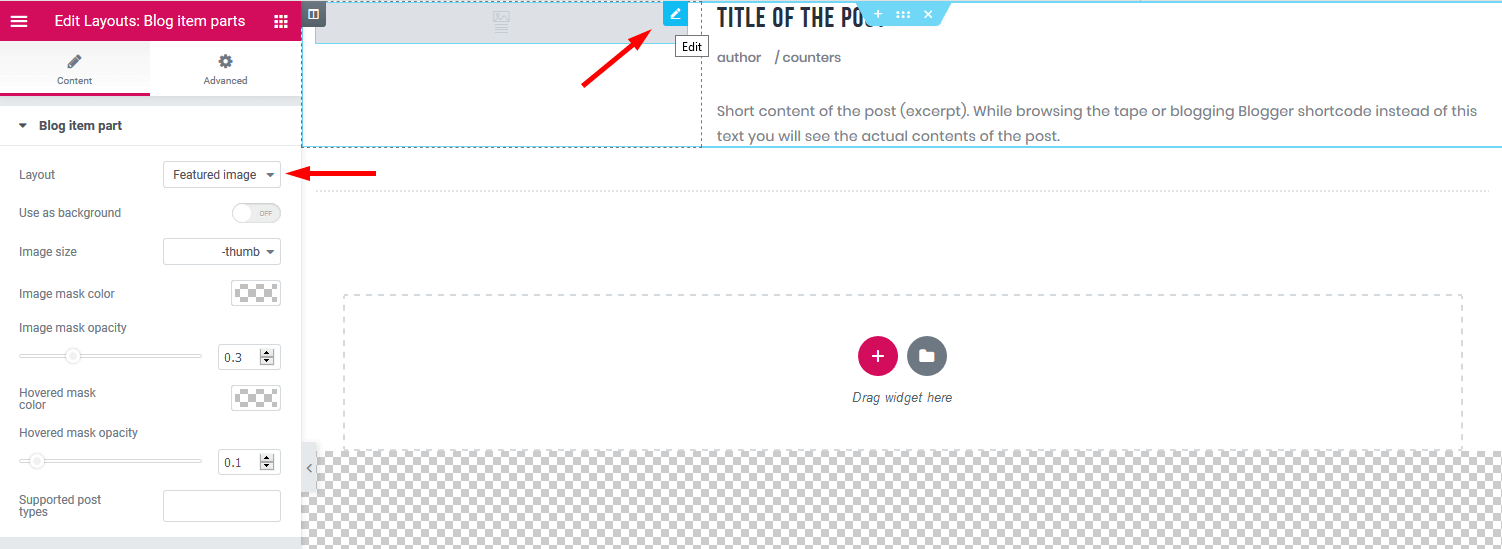 Edit Layouts: Blog item parts
Content
Advanced
Blog item part
Layout
Featured image
Use as background
OFF
Image size
-thumb
Image mask color
Image mask opacity
0.3
Hovered mask
color
Hovered mask opacity
0.1
Supported post
types
Edit
TITLE OF THE POST
author / counters
Short content of the post (excerpt). While browsing the tape or blogging Blogger shortcode instead of this
text you will see the actual contents of the post.
Drag widget here